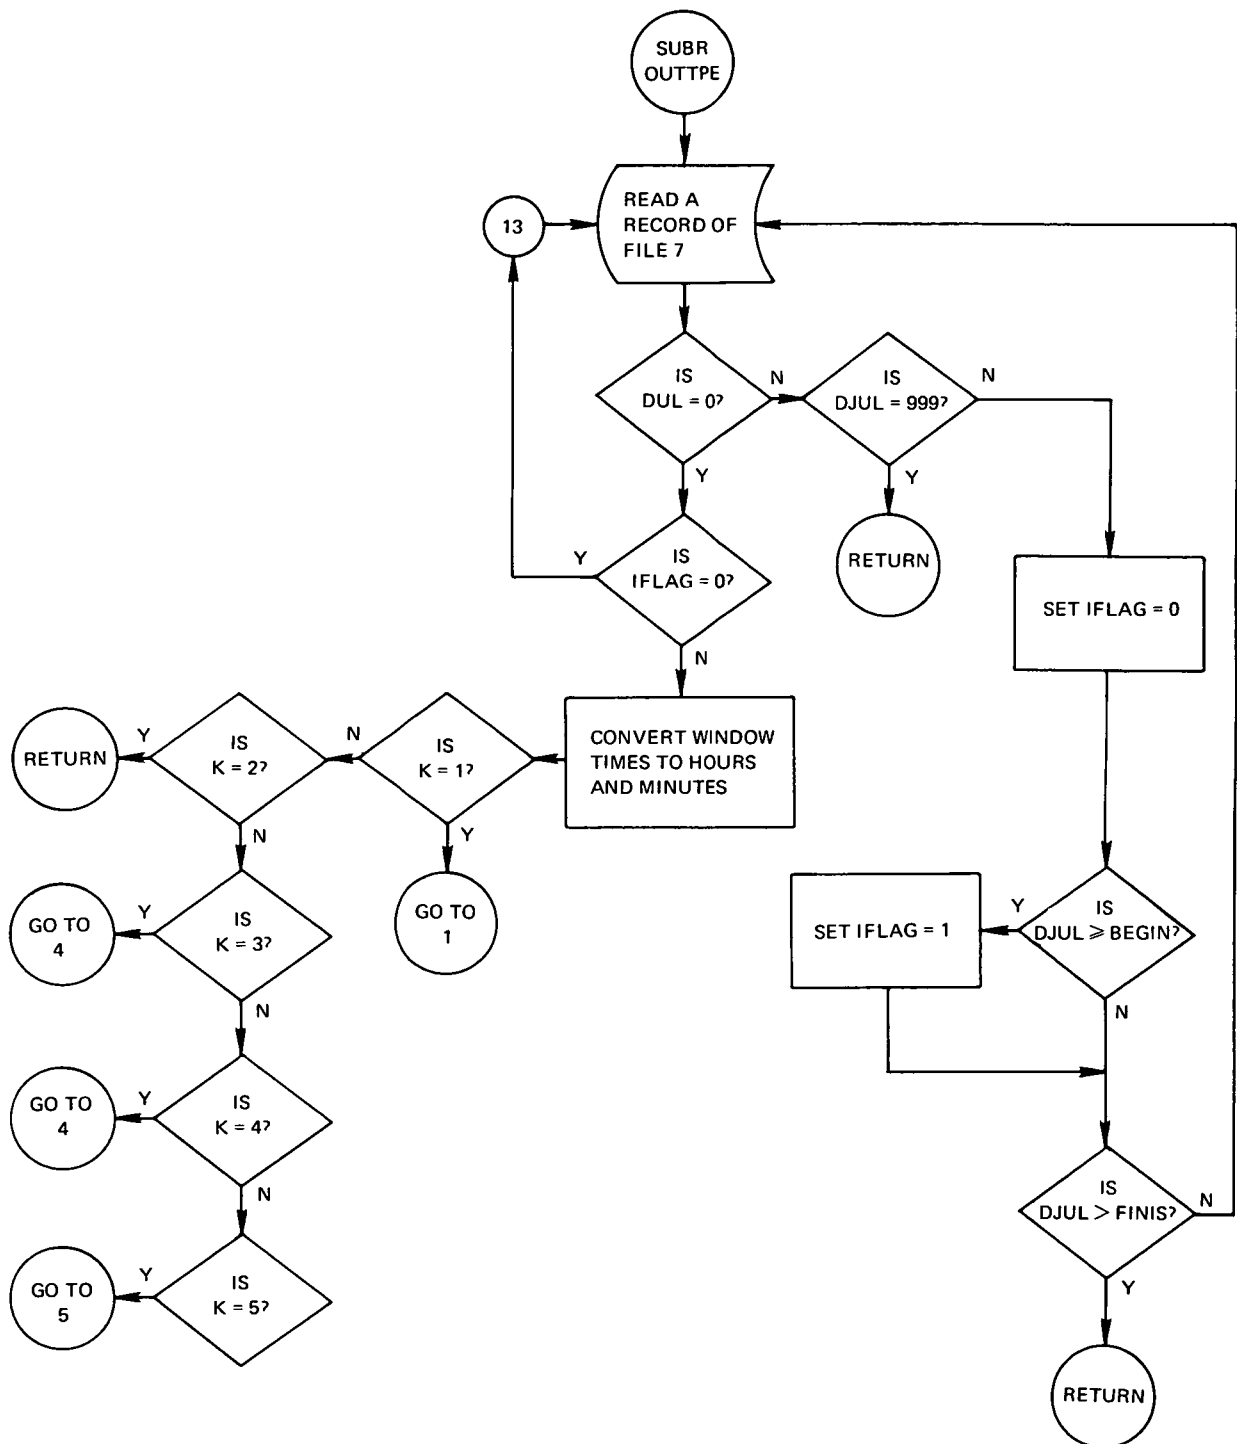 SUBR
OUTTPE
READ A
RECORD OF
FILE 7
13
IS
DUL = 0?
N
IS
DJUL = 999?
N
Y
Y
RETURN
IS
IFLAG = 0?
Y
N
SET IFLAG = 0
CONVERT WINDOW
TIMES TO HOURS
AND MINUTES
IS
K = 1?
N
Y
GO TO
1
IS
K = 2?
Y
RETURN
N
IS
K = 3?
Y
GO TO
4
N
IS
K = 4?
Y
GO TO
4
N
IS
K = 5?
Y
GO TO
5
IS
DJUL ⩾ BEGIN?
Y
SET IFLAG = 1
N
IS
DJUL > FINIS?
N
Y
RETURN